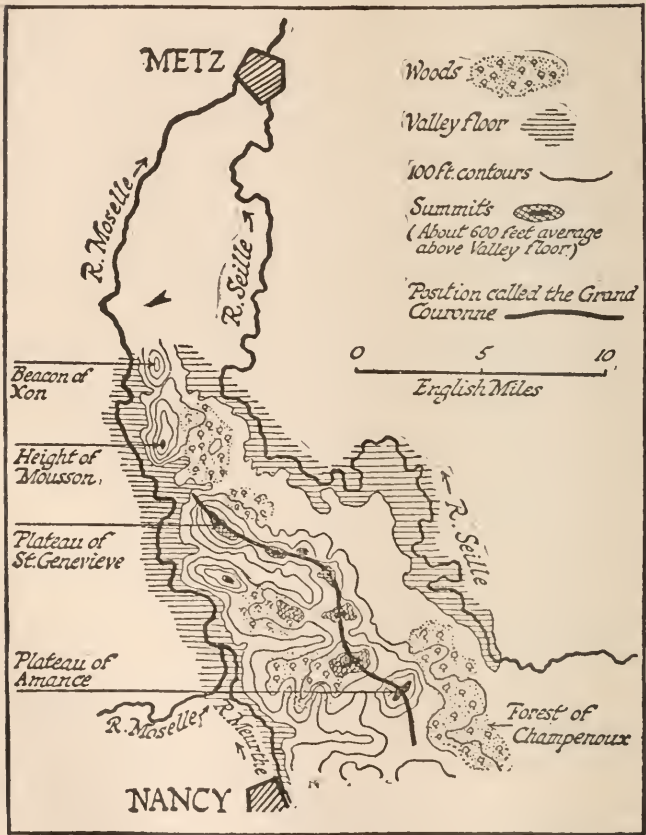 METZ
Woods
Valley floor
100 ft. contours
Summits
(About 600 feet average
above Valley floor.)
Position called the Grand
Couronne
0 5 10
English Miles
R. Moselle
R. Seille
Beacon of
Xon
Height of
Mousson,
Plateau of
St. Genevieve
R. Seille
Plateau of
Amance
R. Moselle
R. Meurthe
Forest of
Champenoux
NANCY